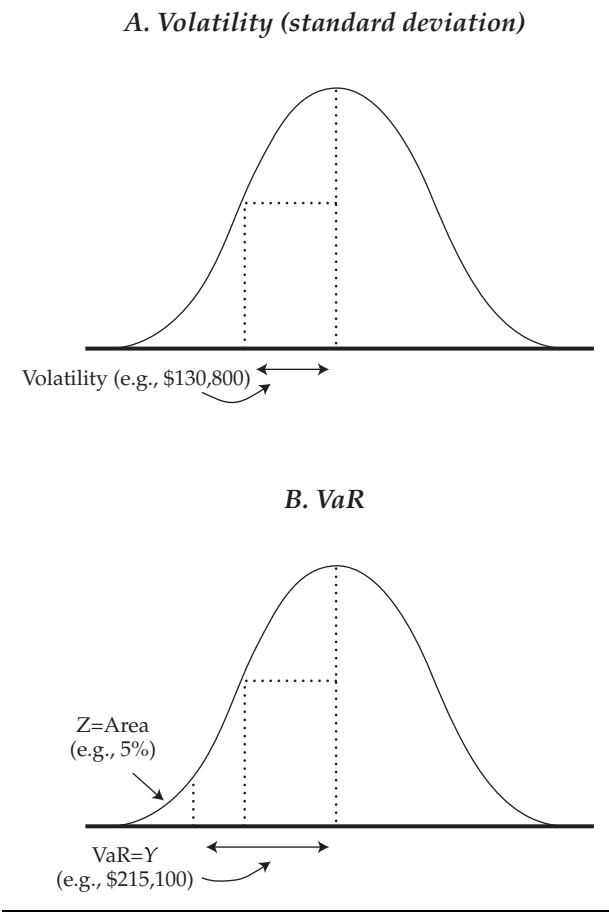 A. Volatility (standard deviation)
Volatility (e.g., $130,800)
B. VaR
Z=Area
(e.g., 5%)
VaR=Y
(e.g., $215,100)